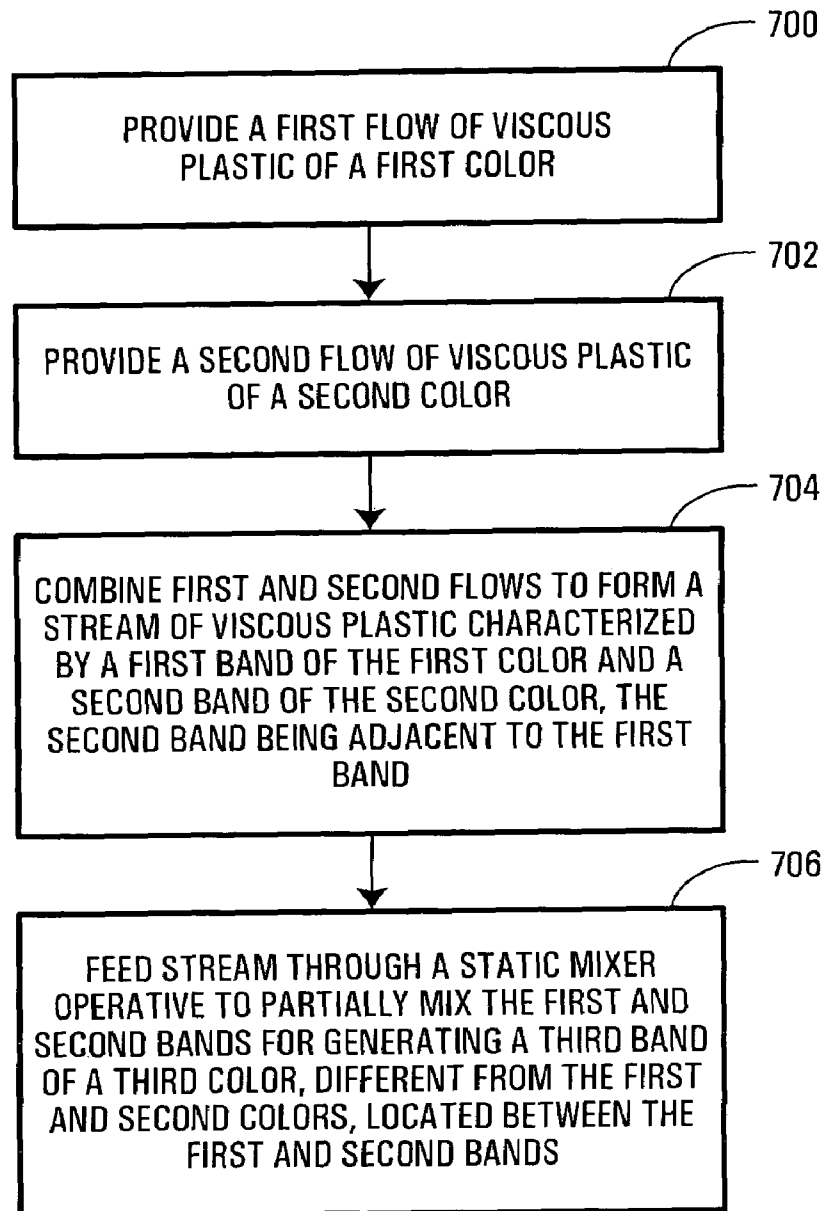 700
PROVIDE A FIRST FLOW OF VISCOUS
PLASTIC OF A FIRST COLOR
702
PROVIDE A SECOND FLOW OF VISCOUS PLASTIC
OF A SECOND COLOR
704
COMBINE FIRST AND SECOND FLOWS TO FORM A
STREAM OF VISCOUS PLASTIC CHARACTERIZED
BY A FIRST BAND OF THE FIRST COLOR AND A
SECOND BAND OF THE SECOND COLOR, THE
SECOND BAND BEING ADJACENT TO THE FIRST
BAND
706
FEED STREAM THROUGH A STATIC MIXER
OPERATIVE TO PARTIALLY MIX THE FIRST AND
SECOND BANDS FOR GENERATING A THIRD BAND
OF A THIRD COLOR, DIFFERENT FROM THE FIRST
AND SECOND COLORS, LOCATED BETWEEN THE
FIRST AND SECOND BANDS